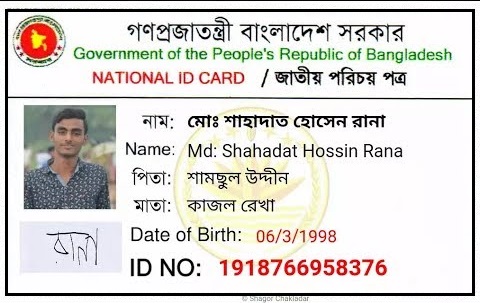 গণপ্রজাতন্ত্রী বাংলাদেশ সরকার
Government of the People's Republic of Bangladesh
NATIONAL ID CARD / জাতীয় পরিচয় পত্র
নাম: মোঃ শাহাদাত হোসেন রানা
Name: Md: Shahadat Hossin Rana
পিতা: শামছুল উদ্দীন
মাতা: কাজল রেখা
রানা
Date of Birth: 06/3/1998
ID NO: 1918766958376
© Shagor Chakladar